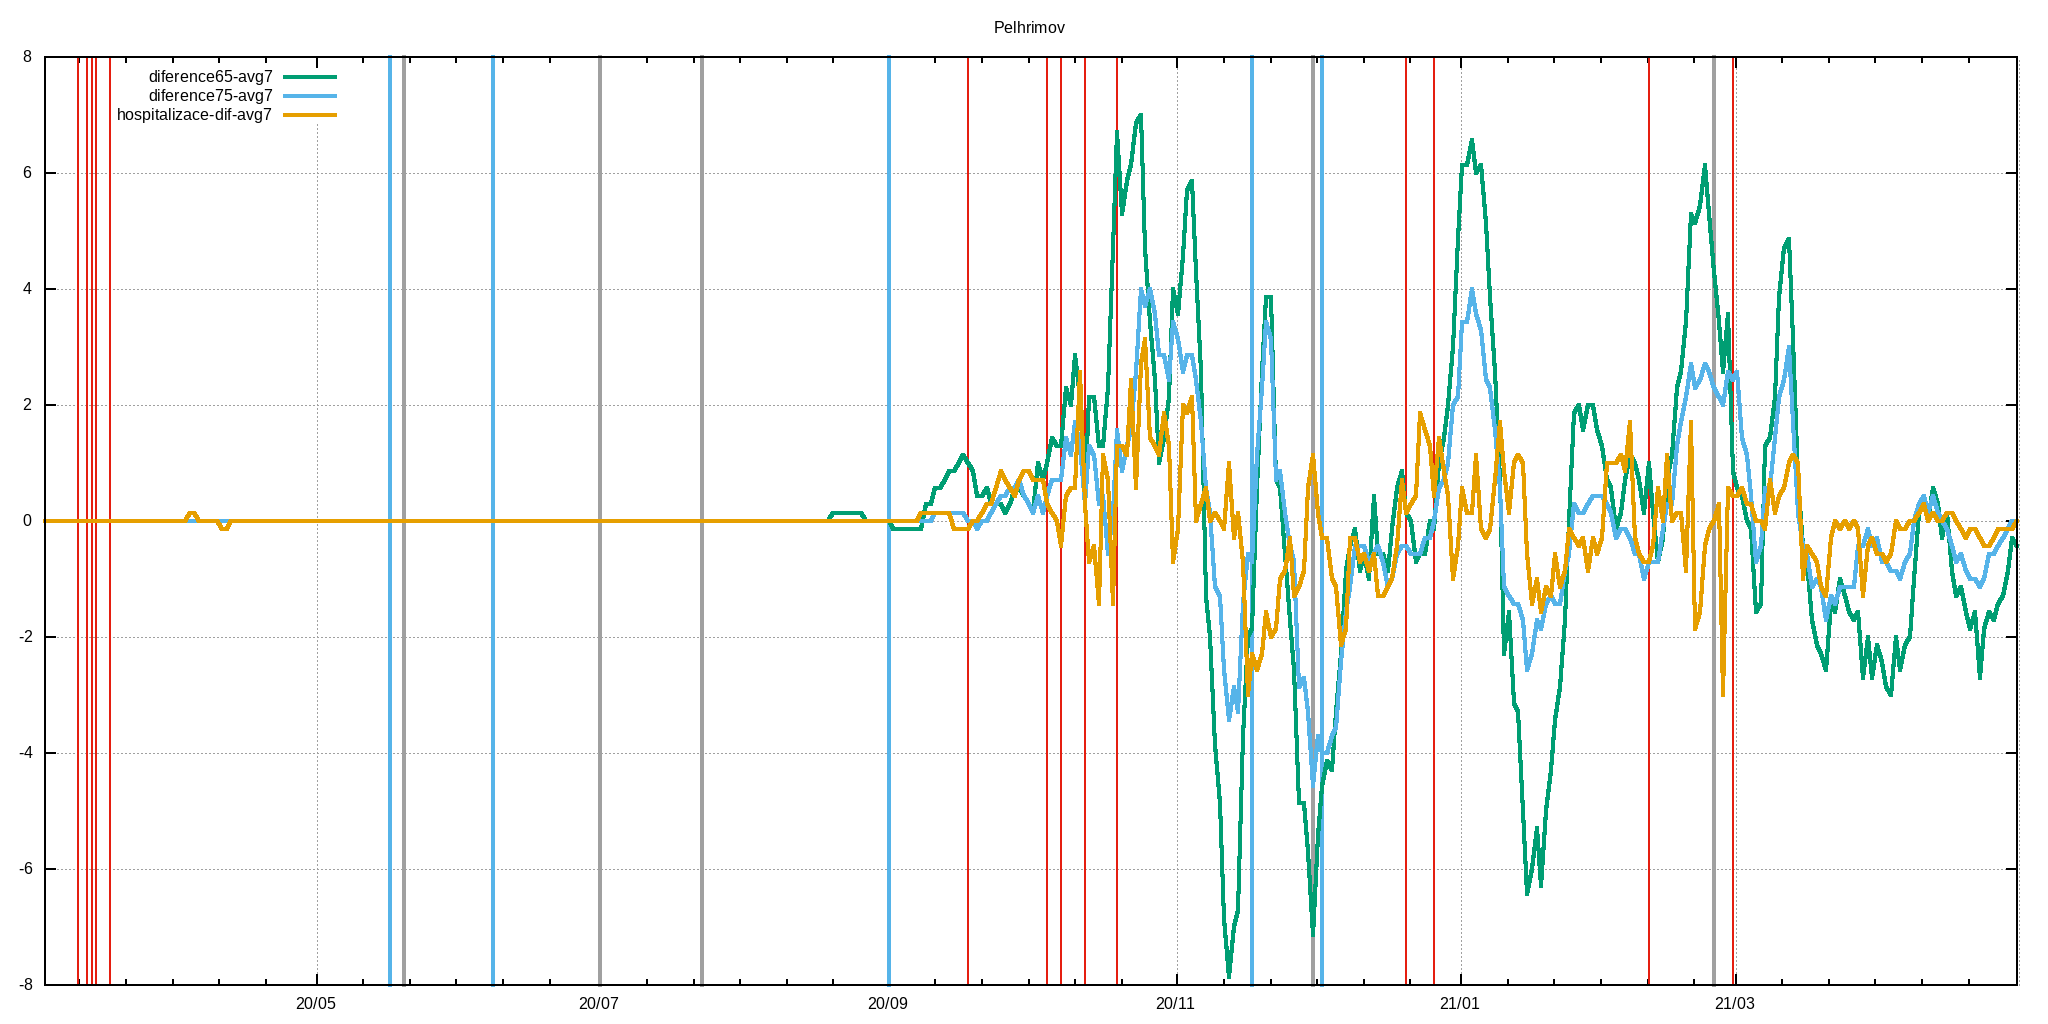 Pelhrimov
8
diference65-avg7
diference75-avg7
hospitalizace-dif-avg7
6
4
2
0
-2
-4
-6
-8
20/05 20/07 20/09 20/11 21/01 21/03